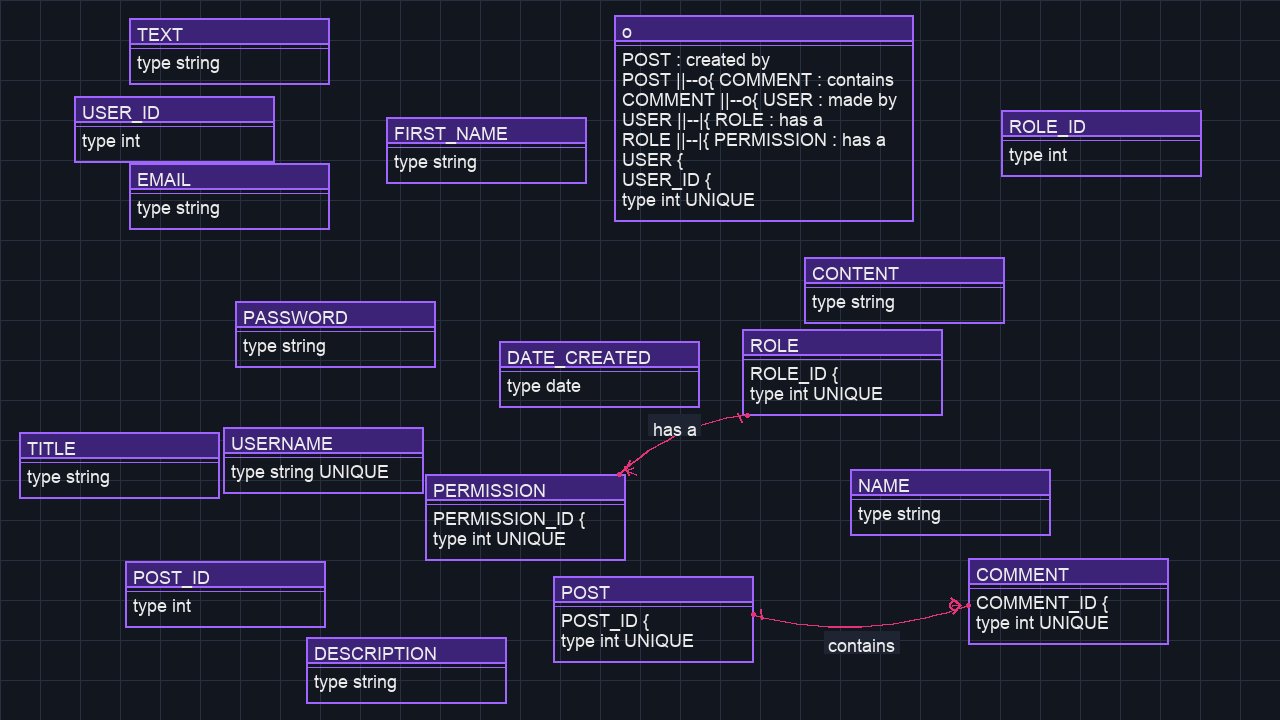 TEXT
type string
USER_ID
type int
EMAIL
type string
FIRST_NAME
type string
o
POST : created by
POST ||--o{ COMMENT : contains
COMMENT ||--o{ USER : made by
USER ||--|{ ROLE : has a
ROLE ||--|{ PERMISSION : has a
USER {
USER_ID {
type int UNIQUE
ROLE_ID
type int
CONTENT
type string
PASSWORD
type string
DATE_CREATED
type date
ROLE
ROLE_ID {
type int UNIQUE
has a
TITLE
type string
USERNAME
type string UNIQUE
PERMISSION
PERMISSION_ID {
type int UNIQUE
NAME
type string
POST_ID
type int
POST
POST_ID {
type int UNIQUE
contains
COMMENT
COMMENT_ID {
type int UNIQUE
DESCRIPTION
type string